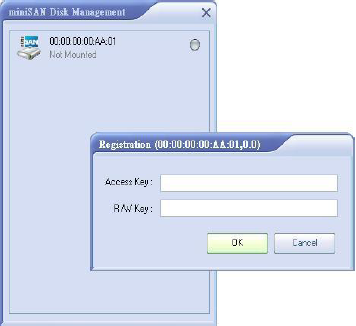 miniSAN Disk Management
SAN
00:00:00:00:AA:01
Not Mounted
Registration (00:00:00:00:AA:01,0.0)
Access Key :
R/W Key :
OK
Cancel